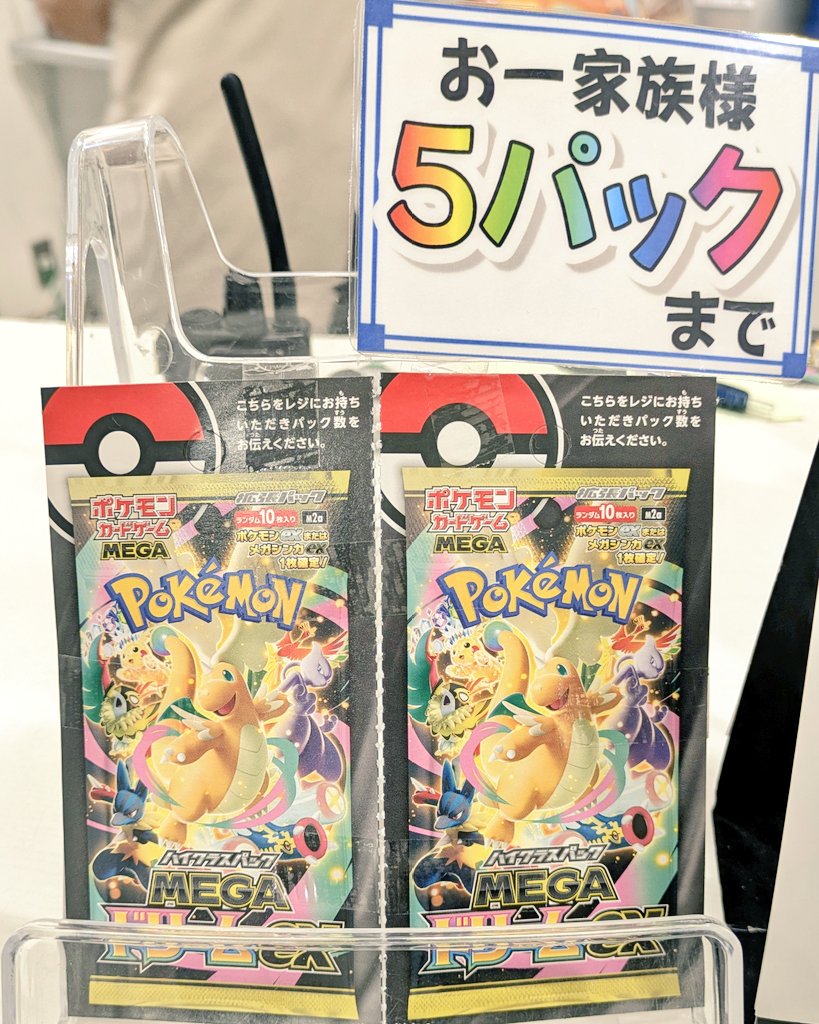 お一家族様
5パック
まで
こちらをレジにお持ち
いただきパック数を
お伝えください。
こちらをレジにお持ち
いただきパック数を
お伝えください。
ポケモン
カードゲーム
MEGA
拡張パック
ランダム10枚入り
M2a
ポケモンexまたは
メガシンカex
1枚確定!
POKéMON
ハイクラスパック
MEGA
ドリームex
ポケモン
カードゲーム
MEGA
拡張パック
ランダム10枚入り
M2a
ポケモンexまたは
メガシンカex
1枚確定!
POKéMON
ハイクラスパック
MEGA
ドリームex